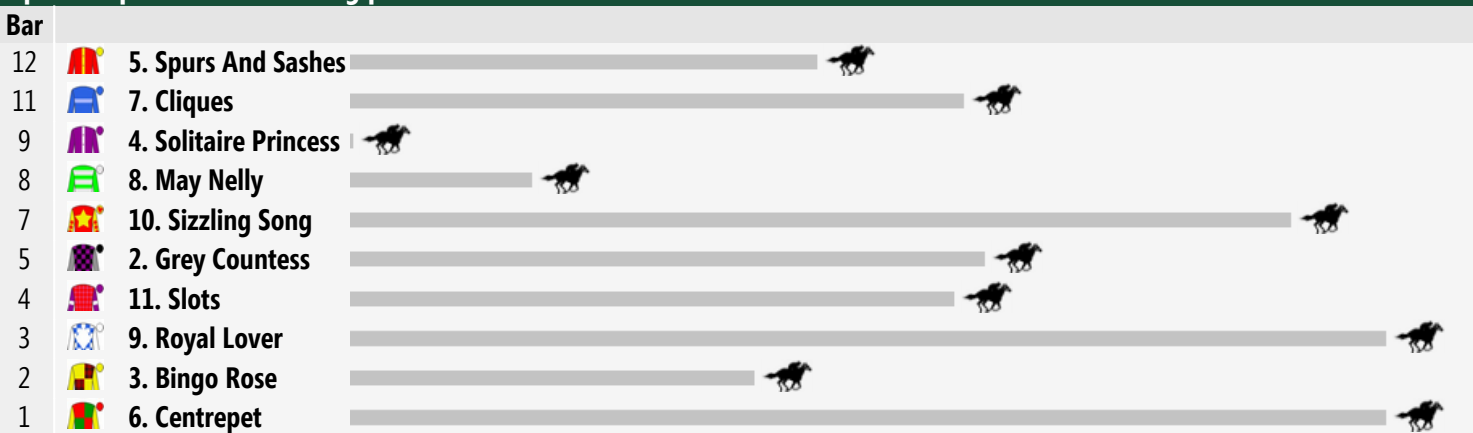 Bar
12 5. Spurs And Sashes
11 7. Cliques
9 4. Solitaire Princess
8 8. May Nelly
7 10. Sizzling Song
5 2. Grey Countess
4 11. Slots
3 9. Royal Lover
2 3. Bingo Rose
1 6. Centrepet